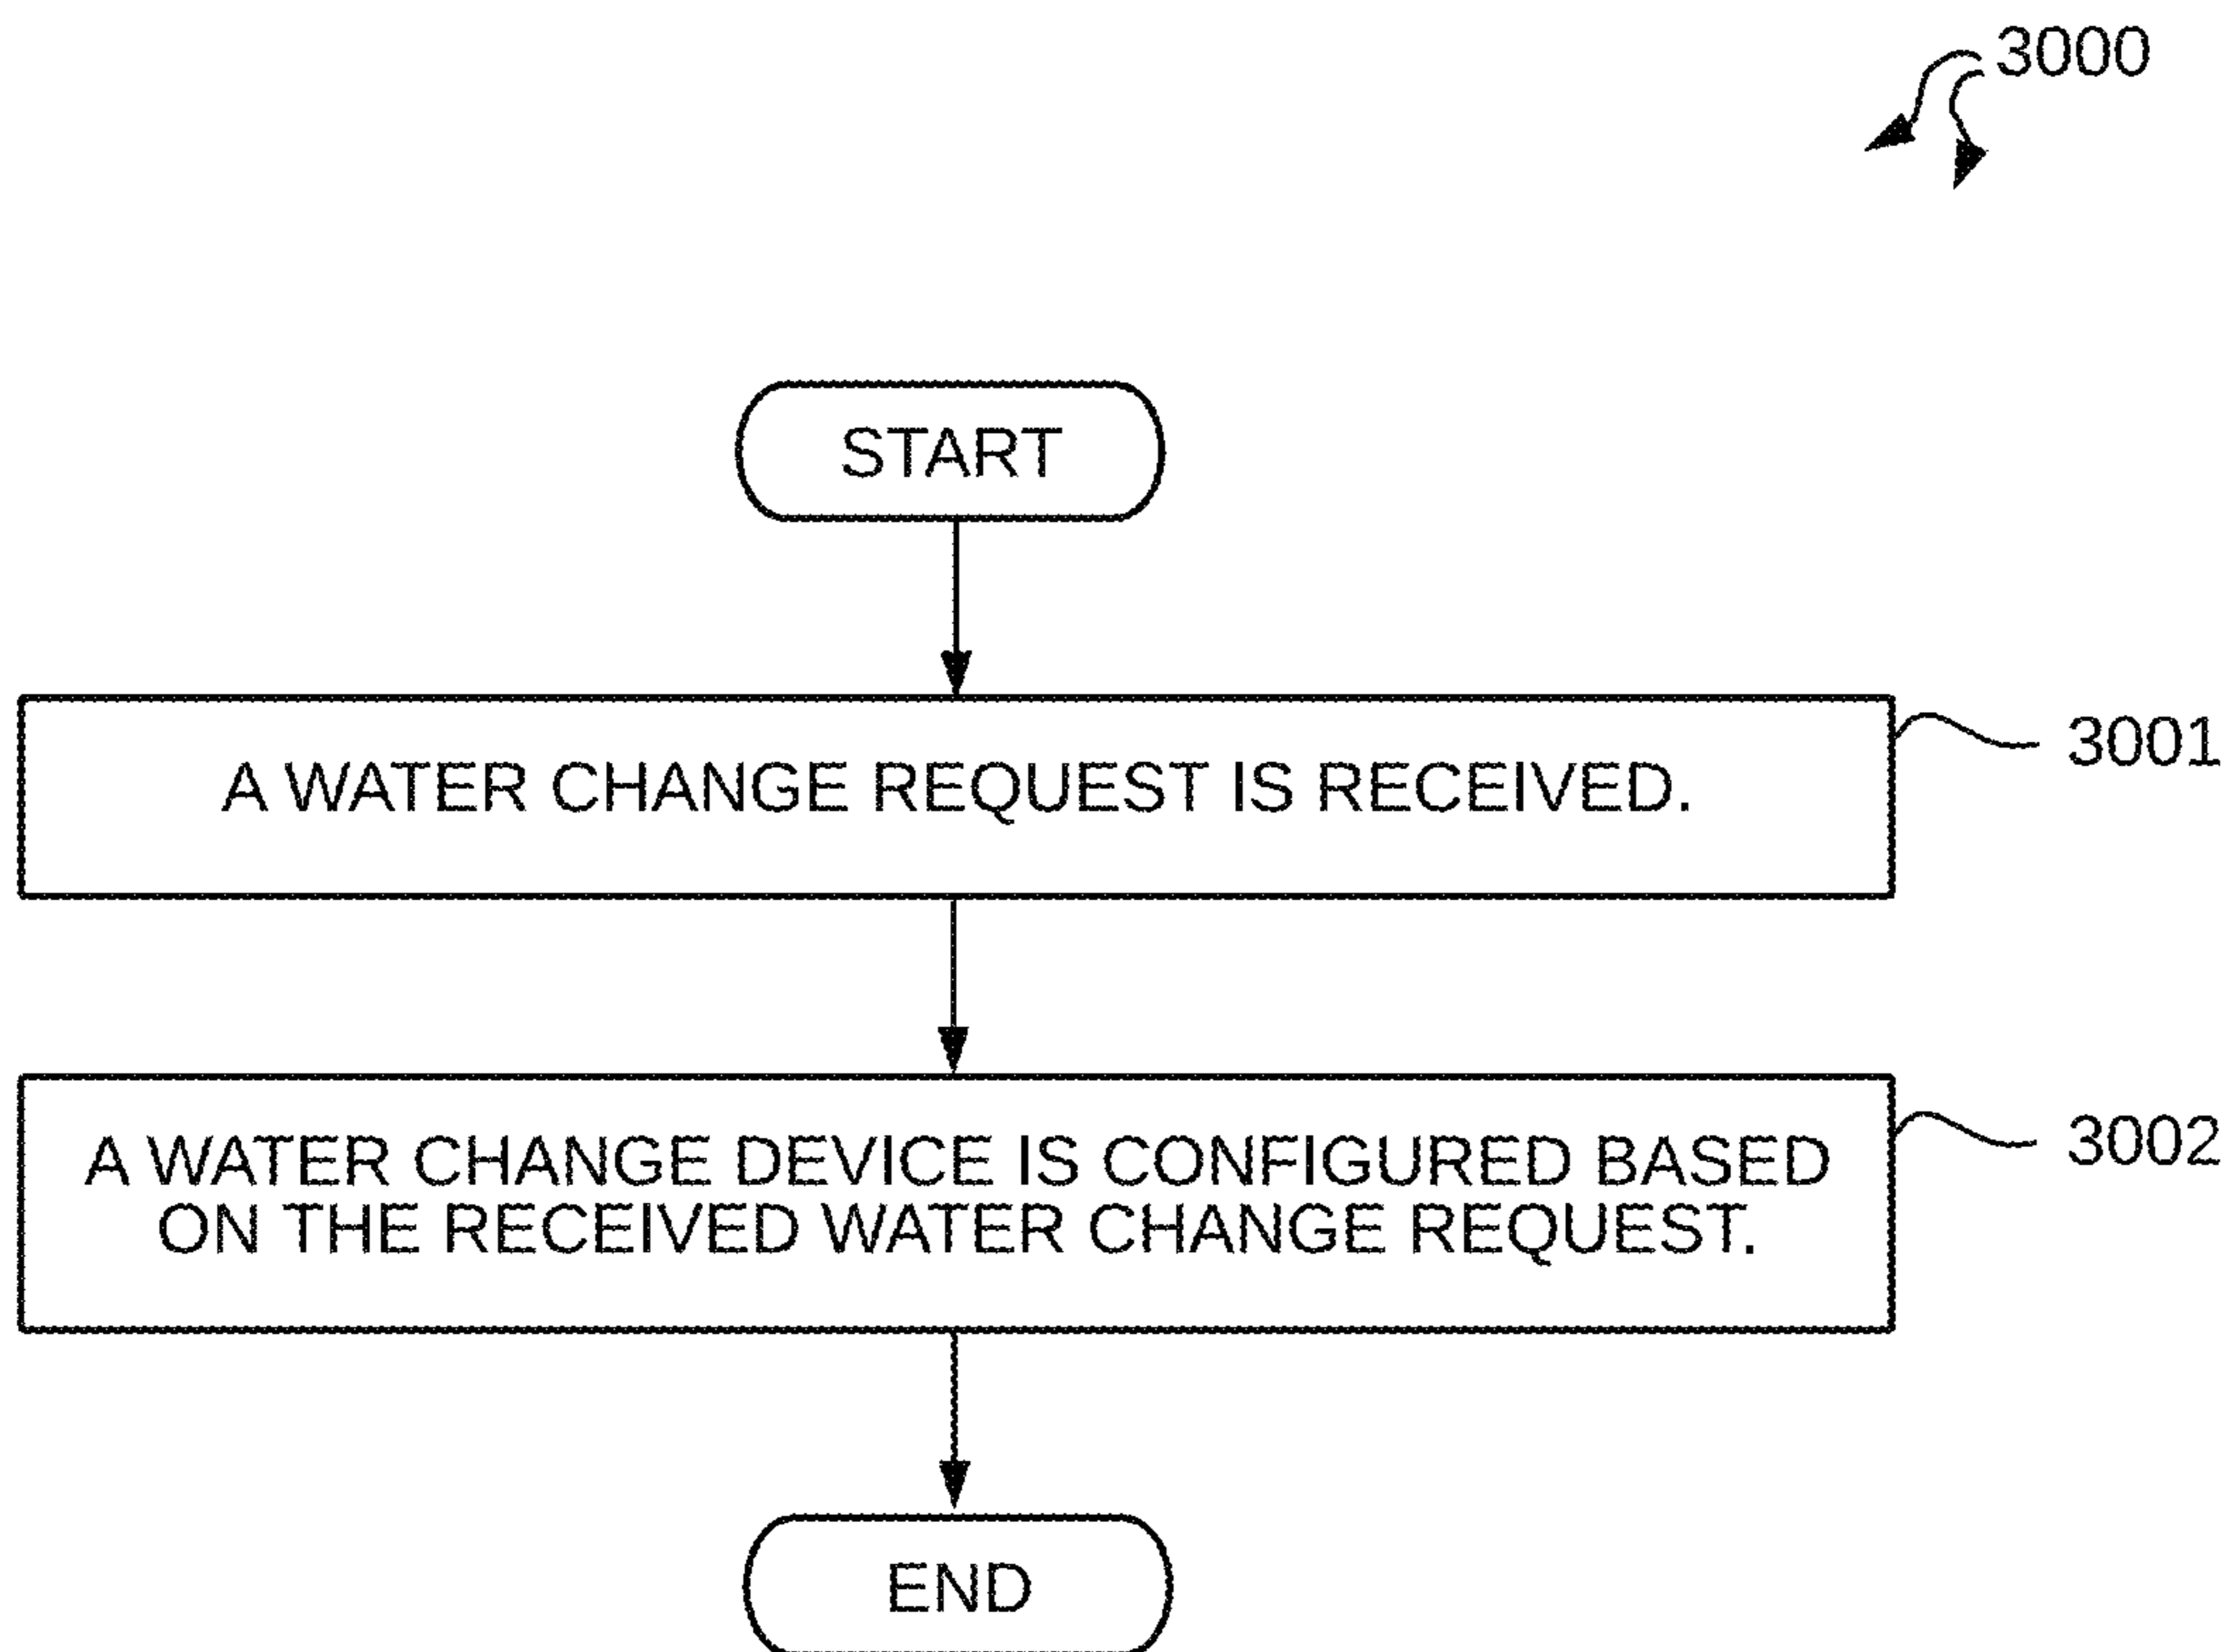 3000
START
A WATER CHANGE REQUEST IS RECEIVED.
3001
A WATER CHANGE DEVICE IS CONFIGURED BASED
ON THE RECEIVED WATER CHANGE REQUEST.
3002
END